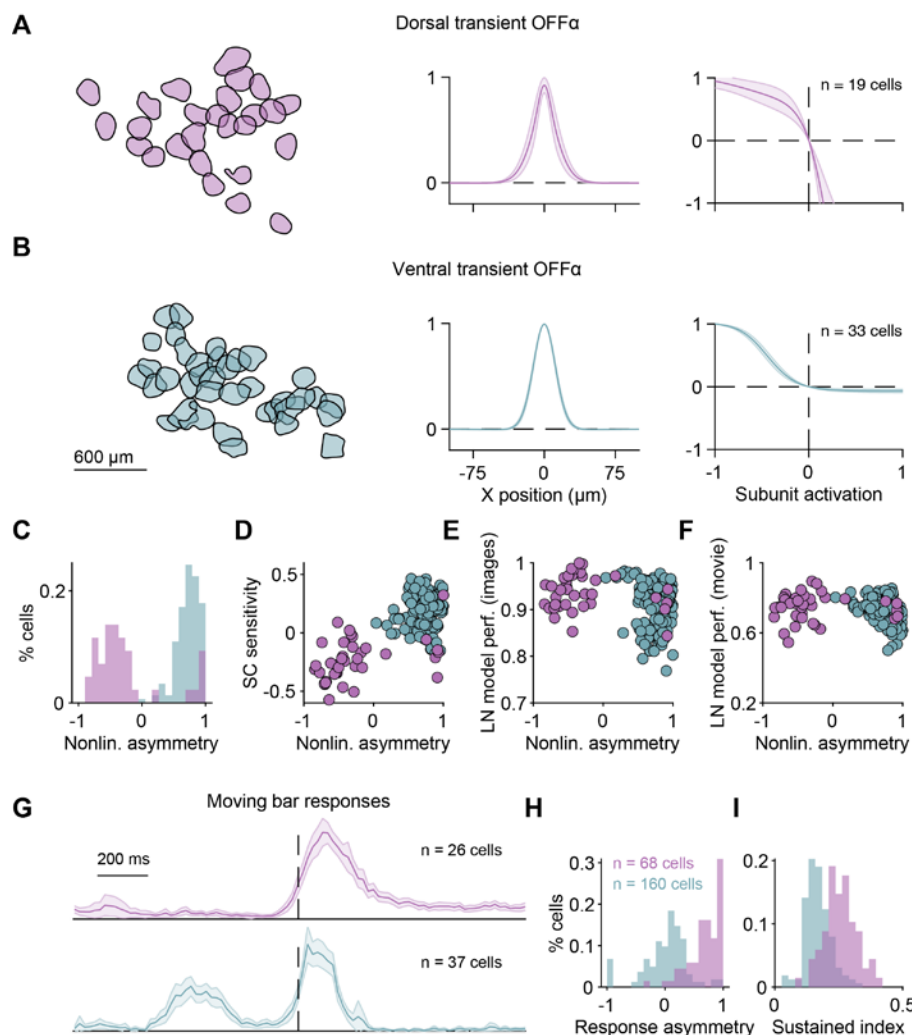 A
Dorsal transient OFFα
1
0
1
0
-1
n = 19 cells
B
Ventral transient OFFα
600 µm
1
0
-75 0 75
X position (µm)
1
0
-1
n = 33 cells
-1 0 1
Subunit activation
C
% cells
0.2
0
-1 0 1
Nonlin. asymmetry
D
SC sensitivity
0.5
0
-0.5
-1 0 1
Nonlin. asymmetry
E
LN model perf. (images)
1
0.9
0.8
0.7
-1 0 1
Nonlin. asymmetry
F
LN model perf. (movie)
1
0.6
0.2
-1 0 1
Nonlin. asymmetry
G
Moving bar responses
200 ms
n = 26 cells
n = 37 cells
H
% cells
0.3
0.2
0.1
0
n = 68 cells
n = 160 cells
-1 0 1
Response asymmetry
I
0.2
0.1
0
0 0.5
Sustained index